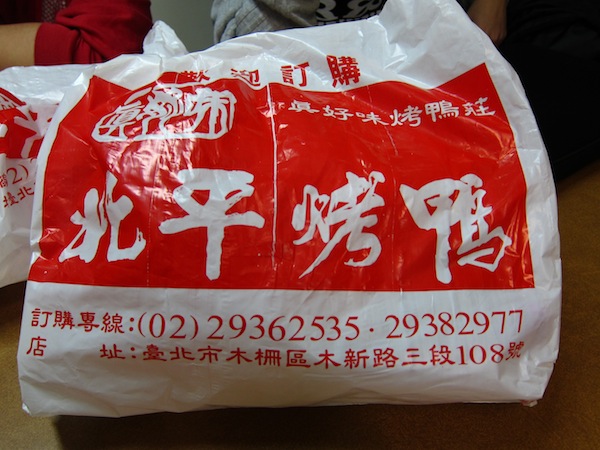 歡迎訂購
眞好味烤鴨莊
北平烤鴨
訂購專線：(02) 29362535 · 29382977
店址：臺北市木柵區木新路三段108號